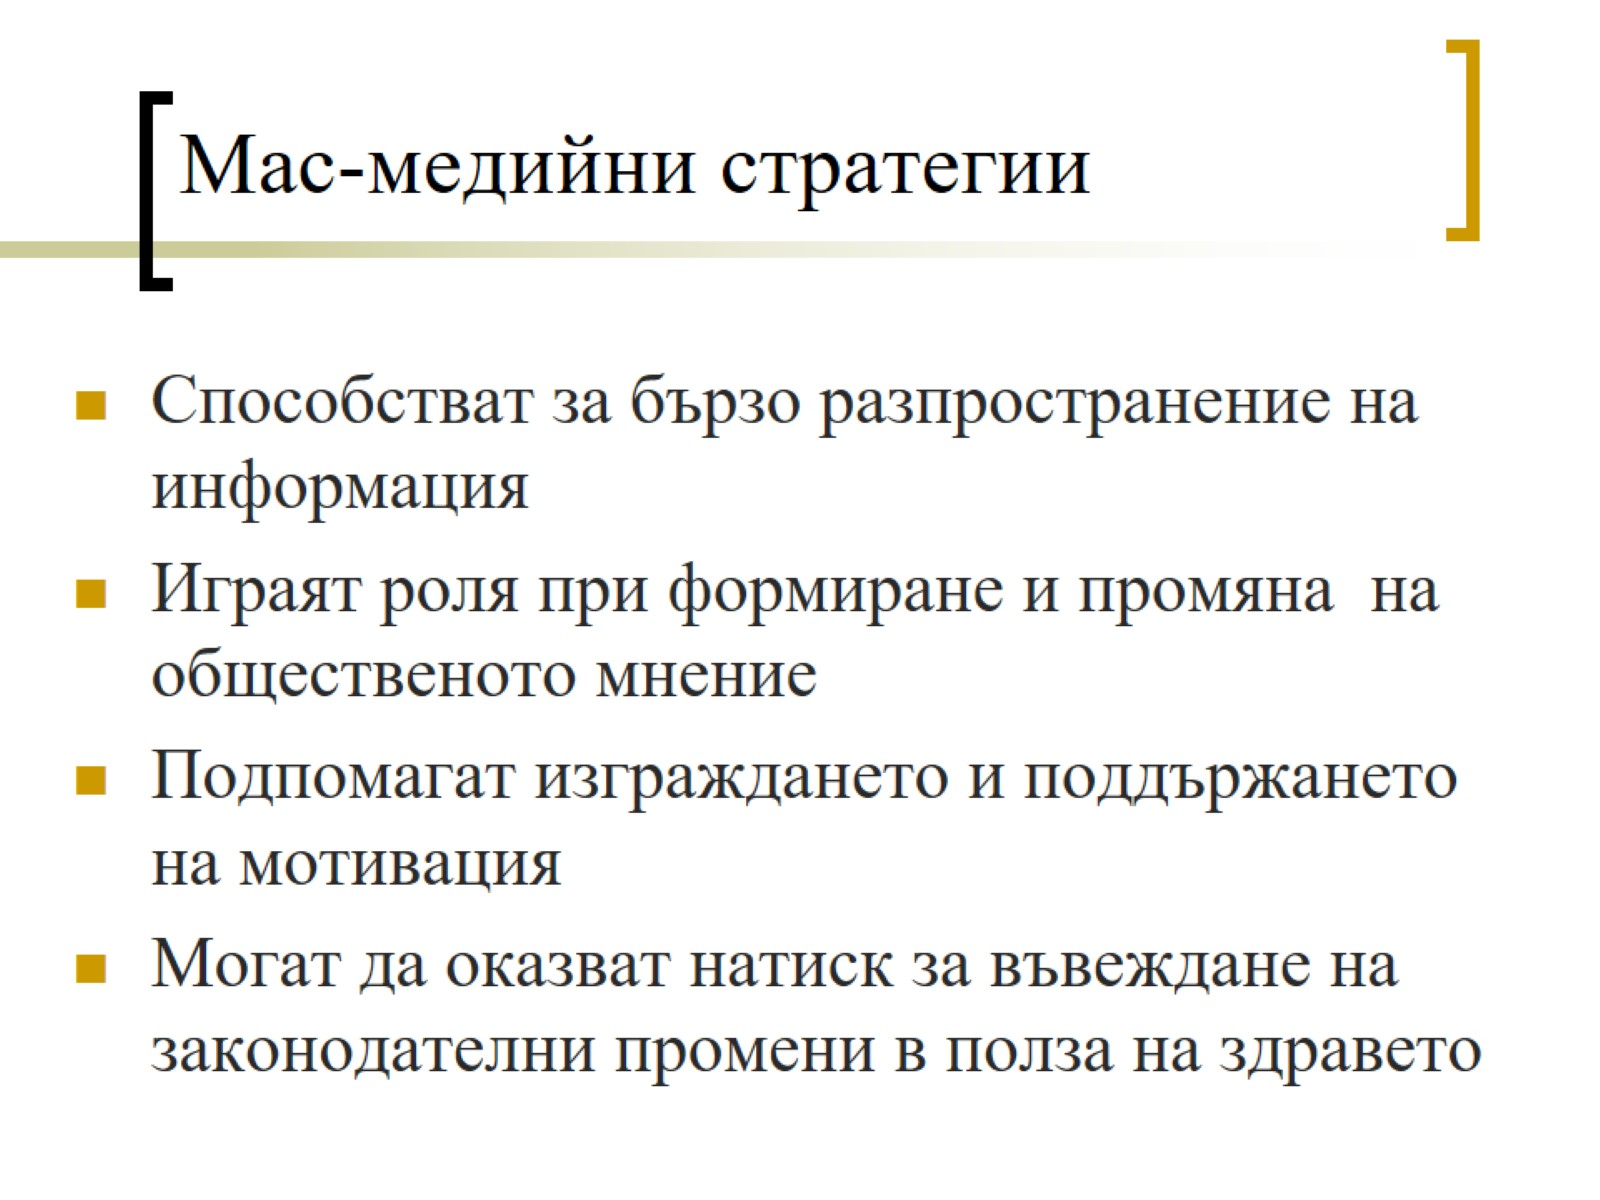 Мас-медийни стратегии
Способстват за бързо разпространение на
информация
Играят роля при формиране и промяна  на
общественото мнение
Подпомагат изграждането и поддържането
на мотивация
Могат да оказват натиск за въвеждане на
законодателни промени в полза на здравето